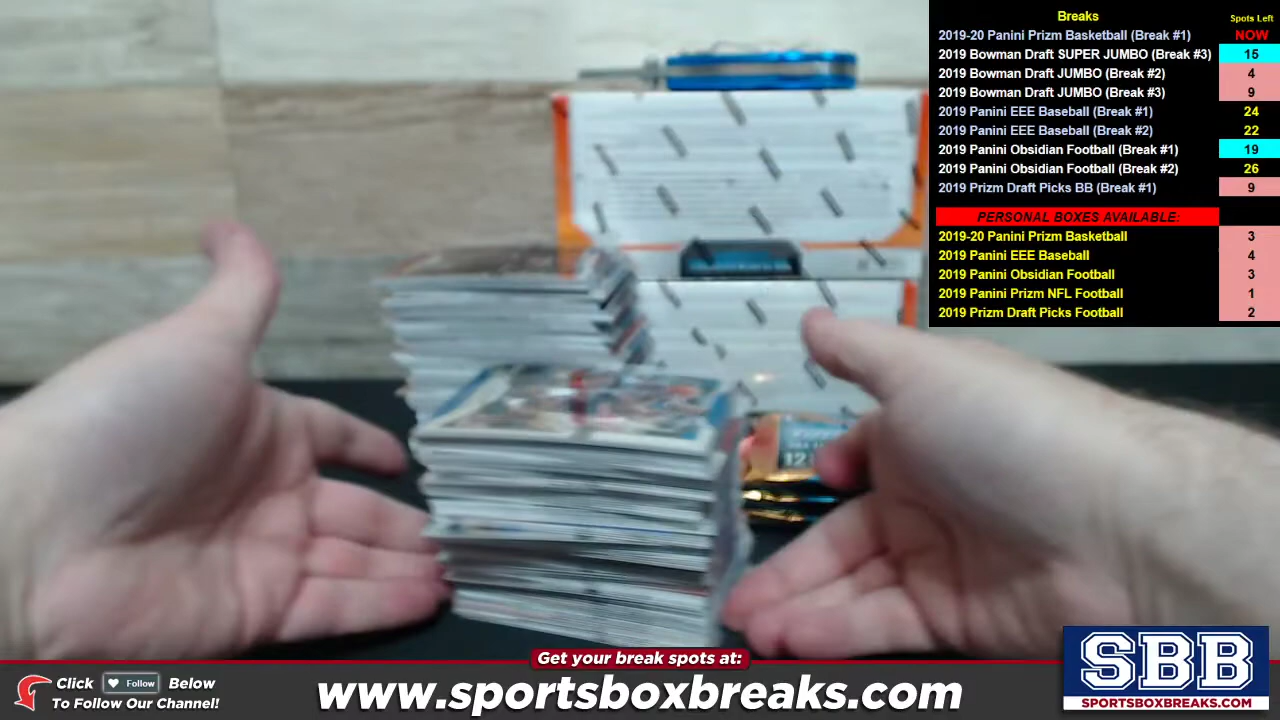 Breaks Spots Left
2019-20 Panini Prizm Basketball (Break #1) NOW
2019 Bowman Draft SUPER JUMBO (Break #3) 15
2019 Bowman Draft JUMBO (Break #2) 4
2019 Bowman Draft JUMBO (Break #3) 9
2019 Panini EEE Baseball (Break #1) 24
2019 Panini EEE Baseball (Break #2) 22
2019 Panini Obsidian Football (Break #1) 19
2019 Panini Obsidian Football (Break #2) 26
2019 Prizm Draft Picks BB (Break #1) 9
PERSONAL BOXES AVAILABLE:
2019-20 Panini Prizm Basketball 3
2019 Panini EEE Baseball 4
2019 Panini Obsidian Football 3
2019 Panini Prizm NFL Football 1
2019 Prizm Draft Picks Football 2
12
Get your break spots at:
Click Follow Below
To Follow Our Channel!
www.sportsboxbreaks.com
SBB
SPORTSBOXBREAKS.COM